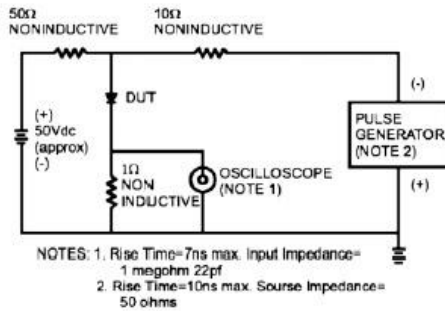 50Ω
NONINDUCTIVE
10Ω
NONINDUCTIVE
(+)
50Vdc
(approx)
(-)
DUT
1Ω
NON
INDUCTIVE
OSCILLOSCOPE
(NOTE 1)
(-)
PULSE
GENERATOR
(NOTE 2)
(+)
NOTES: 1. Rise Time=7ns max. Input Impedance=
1 megohm 22pf
2. Rise Time=10ns max. Sourse Impedance=
50 ohms